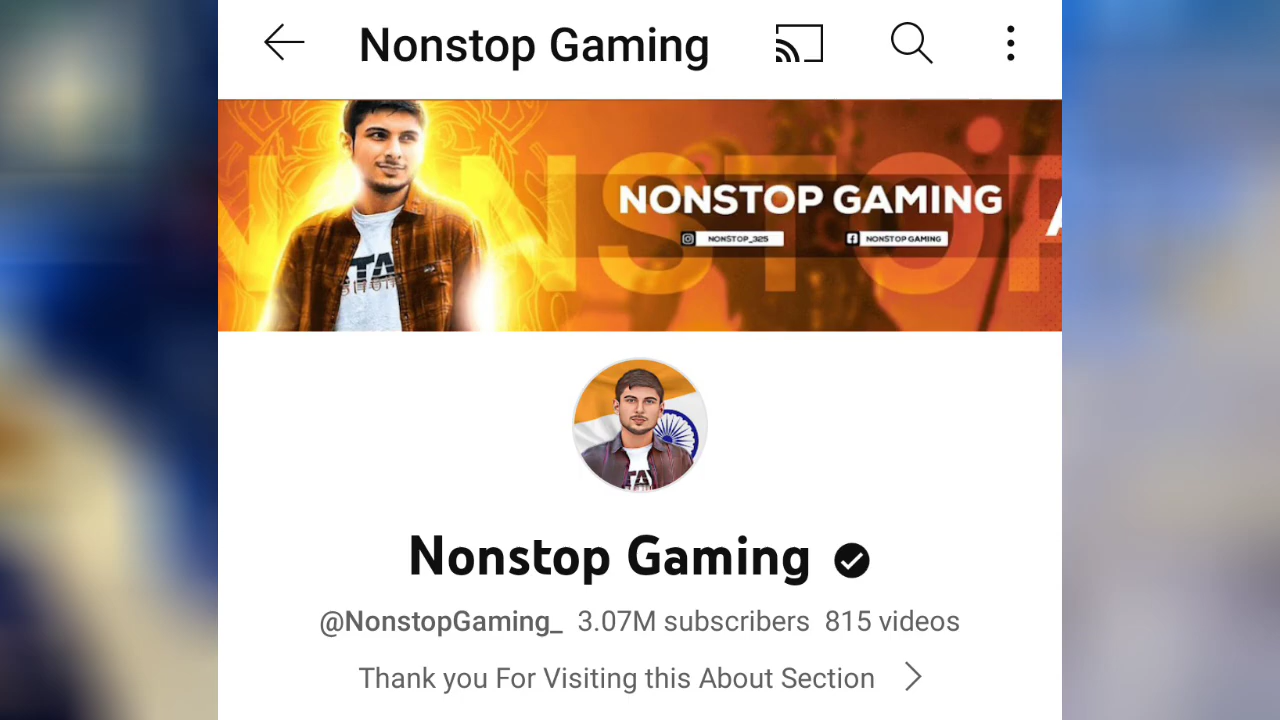 Nonstop Gaming
NONSTOP
NONSTOP GAMING
NONSTOP_325 NONSTOP GAMING
Nonstop Gaming
@NonstopGaming_ 3.07M subscribers 815 videos
Thank you For Visiting this About Section